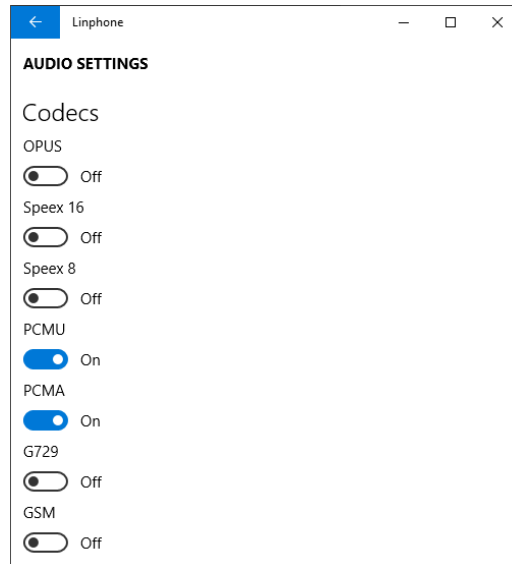 Linphone
AUDIO SETTINGS
Codecs
OPUS
Off
Speex 16
Off
Speex 8
Off
PCMU
On
PCMA
On
G729
Off
GSM
Off